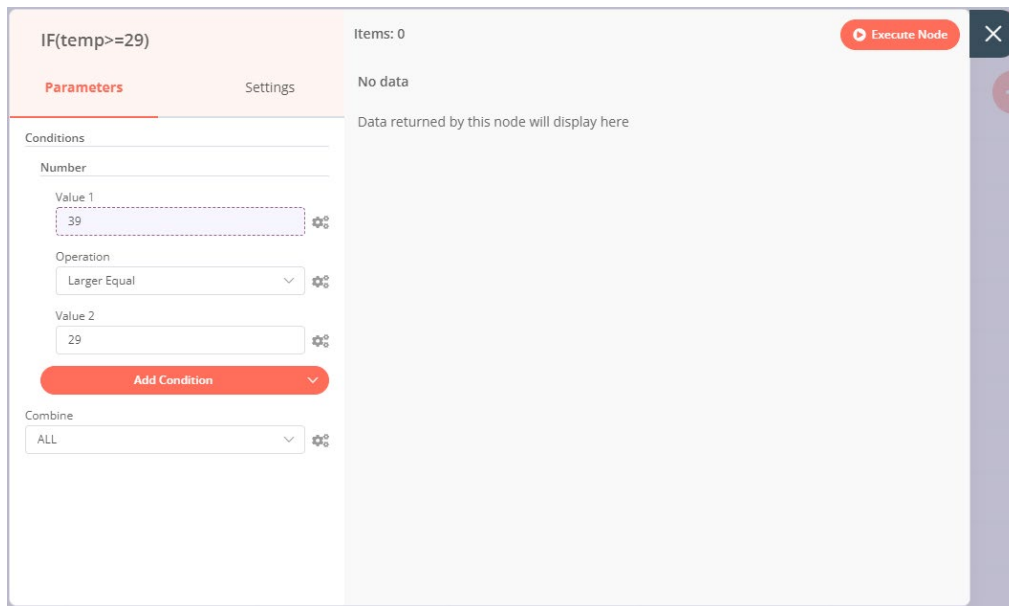 IF(temp>=29)
Parameters
Settings
Conditions
Number
Value 1
39
Operation
Larger Equal
Value 2
29
Add Condition
Combine
ALL
Items: 0
Execute Node
No data
Data returned by this node will display here